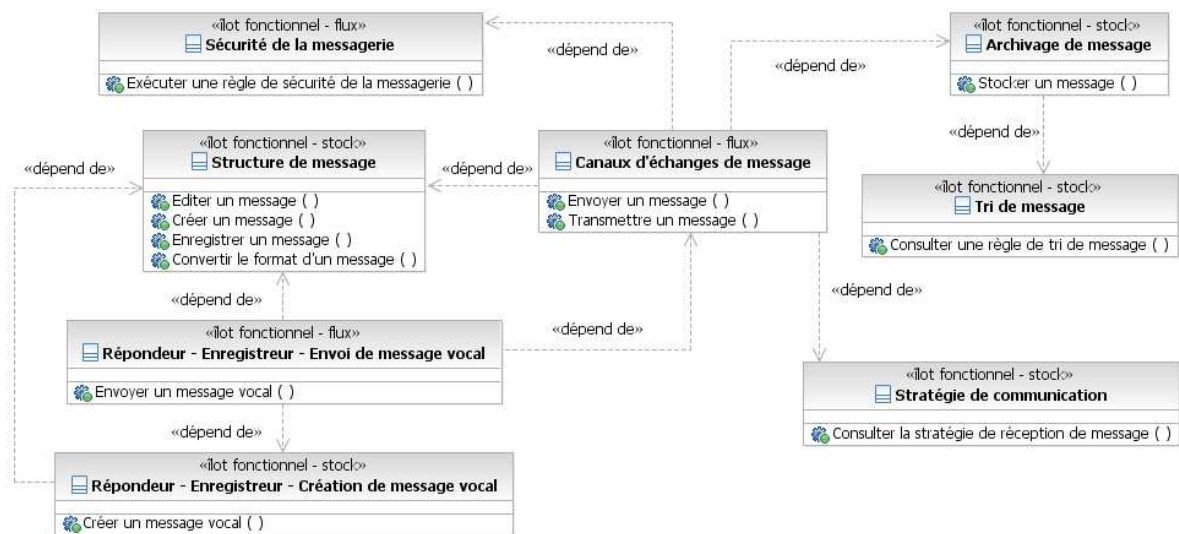 «îlot fonctionnel - flux»
Sécurité de la messagerie
Exécuter une règle de sécurité de la messagerie ( )
«dépend de»
«dépend de»
«îlot fonctionnel - stock»
Archivage de message
Stocker un message ( )
«dépend de»
«dépend de»
«îlot fonctionnel - stock»
Structure de message
Editer un message ( )
Créer un message ( )
Enregistrer un message ( )
Convertir le format d'un message ( )
«dépend de»
«îlot fonctionnel - flux»
Canaux d'échanges de message
Envoyer un message ( )
Transmettre un message ( )
«îlot fonctionnel - stock»
Tri de message
Consulter une règle de tri de message ( )
«dépend de»
«dépend de»
«dépend de»
«îlot fonctionnel - flux»
Répondeur - Enregistreur - Envoi de message vocal
Envoyer un message vocal ( )
«îlot fonctionnel - stock»
Stratégie de communication
Consulter la stratégie de réception de message ( )
«dépend de»
«îlot fonctionnel - stock»
Répondeur - Enregistreur - Création de message vocal
Créer un message vocal ( )